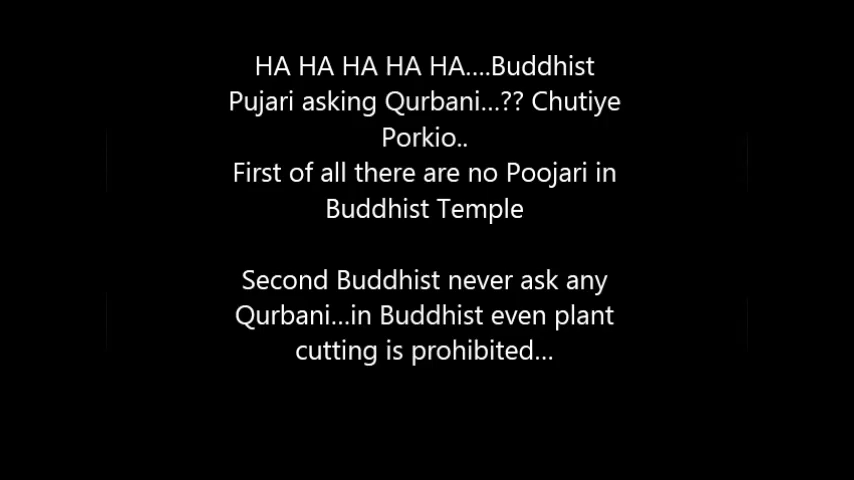 HA HA HA HA HA....Buddhist
Pujari asking Qurbani...?? Chutiye
Porkio..
First of all there are no Poojari in
Buddhist Temple
Second Buddhist never ask any
Qurbani...in Buddhist even plant
cutting is prohibited...